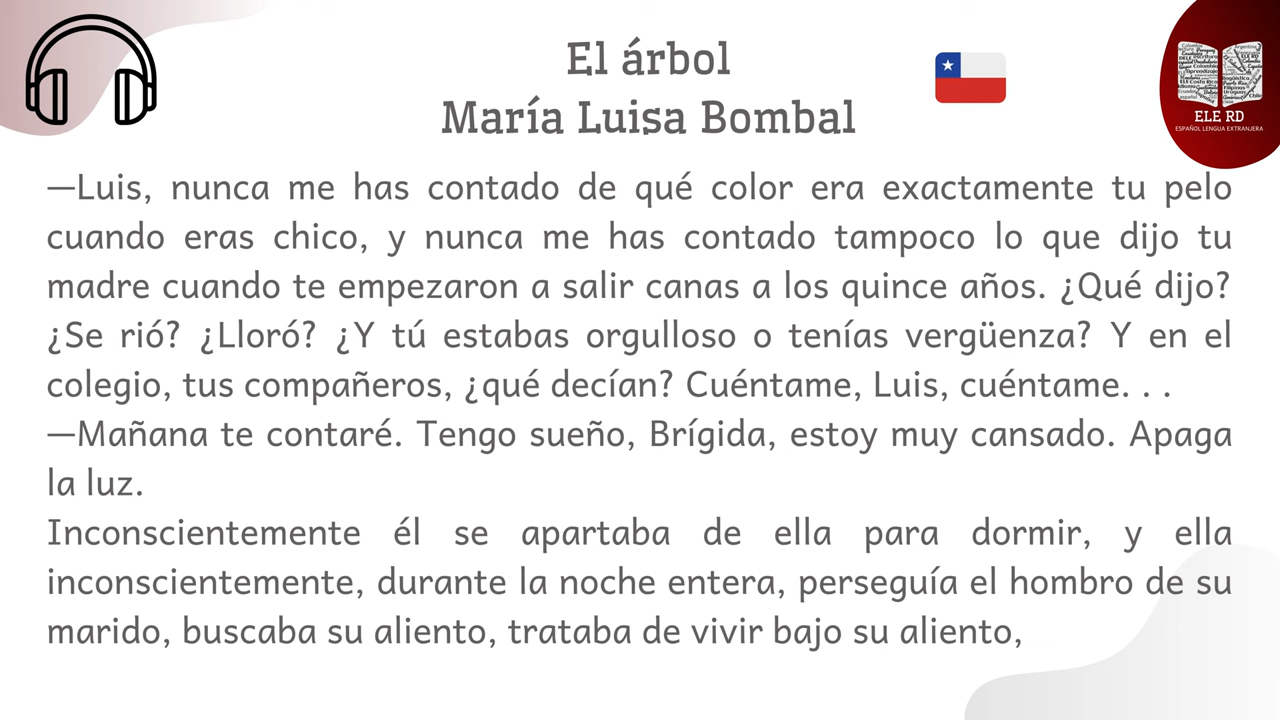 El árbol
María Luisa Bombal
ELE RD
ESPAÑOL LENGUA EXTRANJERA
—Luis, nunca me has contado de qué color era exactamente tu pelo
cuando eras chico, y nunca me has contado tampoco lo que dijo tu
madre cuando te empezaron a salir canas a los quince años. ¿Qué dijo?
¿Se rió? ¿Lloró? ¿Y tú estabas orgulloso o tenías vergüenza? Y en el
colegio, tus compañeros, ¿qué decían? Cuéntame, Luis, cuéntame. . .
—Mañana te contaré. Tengo sueño, Brígida, estoy muy cansado. Apaga
la luz.
Inconscientemente él se apartaba de ella para dormir, y ella
inconscientemente, durante la noche entera, perseguía el hombro de su
marido, buscaba su aliento, trataba de vivir bajo su aliento,